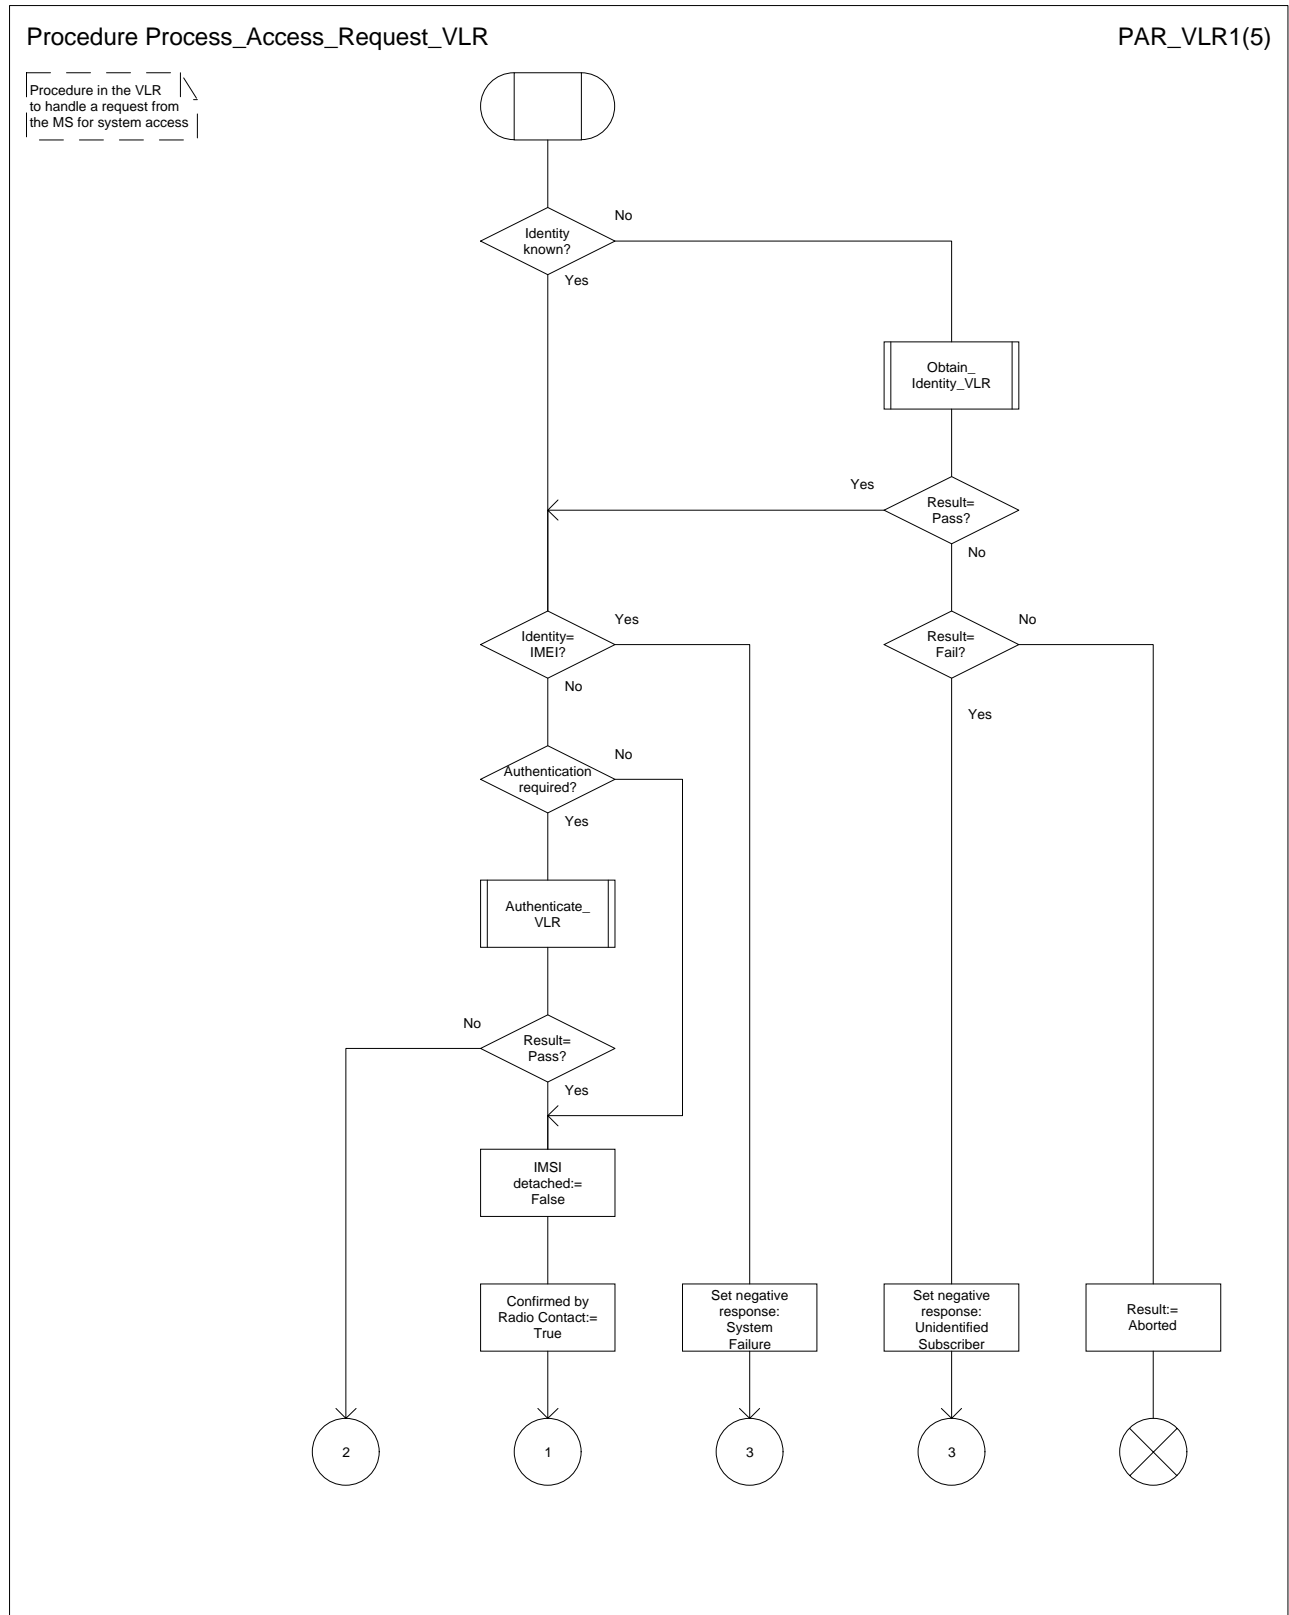 Procedure Process_Access_Request_VLR
PAR_VLR1(5)
Procedure in the VLR
to handle a request from
the MS for system access
No
Identity
known?
Yes
Obtain_
Identity_VLR
Yes
Result=
Pass?
No
Yes
No
Identity=
IMEI?
Result=
Fail?
No
Yes
No
Authentication
required?
Yes
Authenticate_
VLR
No
Result=
Pass?
Yes
IMSI
detached:=
False
Confirmed by
Radio Contact:=
True
Set negative
response:
System
Failure
Set negative
response:
Unidentified
Subscriber
Result:=
Aborted
2
1
3
3